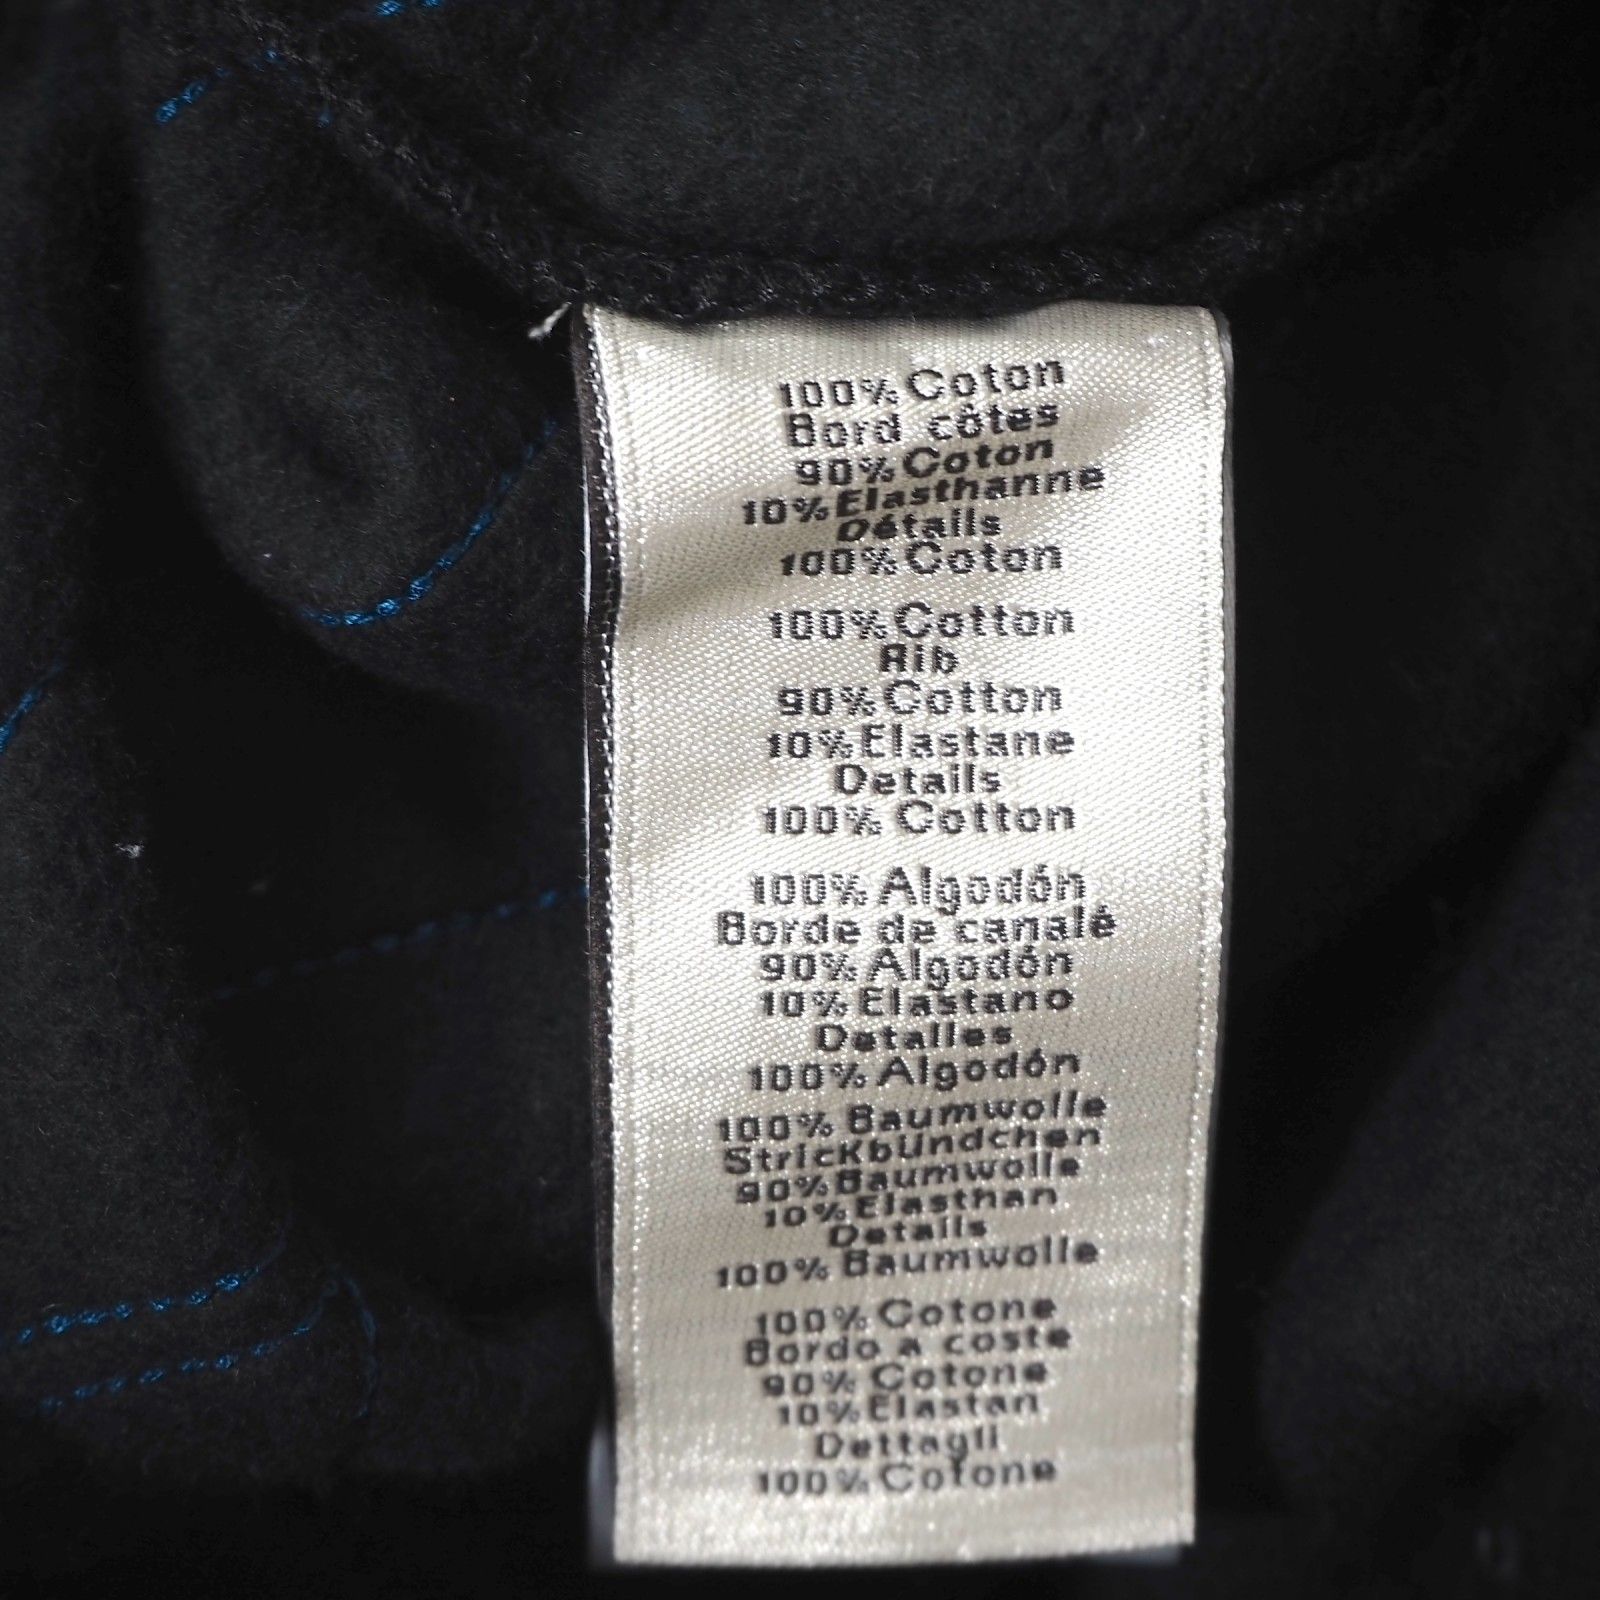 100% Coton
Bord côtes
90% Coton
10% Elasthanne
Détails
100% Coton
100% Cotton
Rib
90% Cotton
10% Elastane
Details
100% Cotton
100% Algodón
Borde de canalé
90% Algodón
10% Elastano
Detalles
100% Algodón
100% Baumwolle
Strickbündchen
90% Baumwolle
10% Elasthan
Details
100% Baumwolle
100% Cotone
Bordo a coste
90% Cotone
10% Elastan
Dettagli
100% Cotone